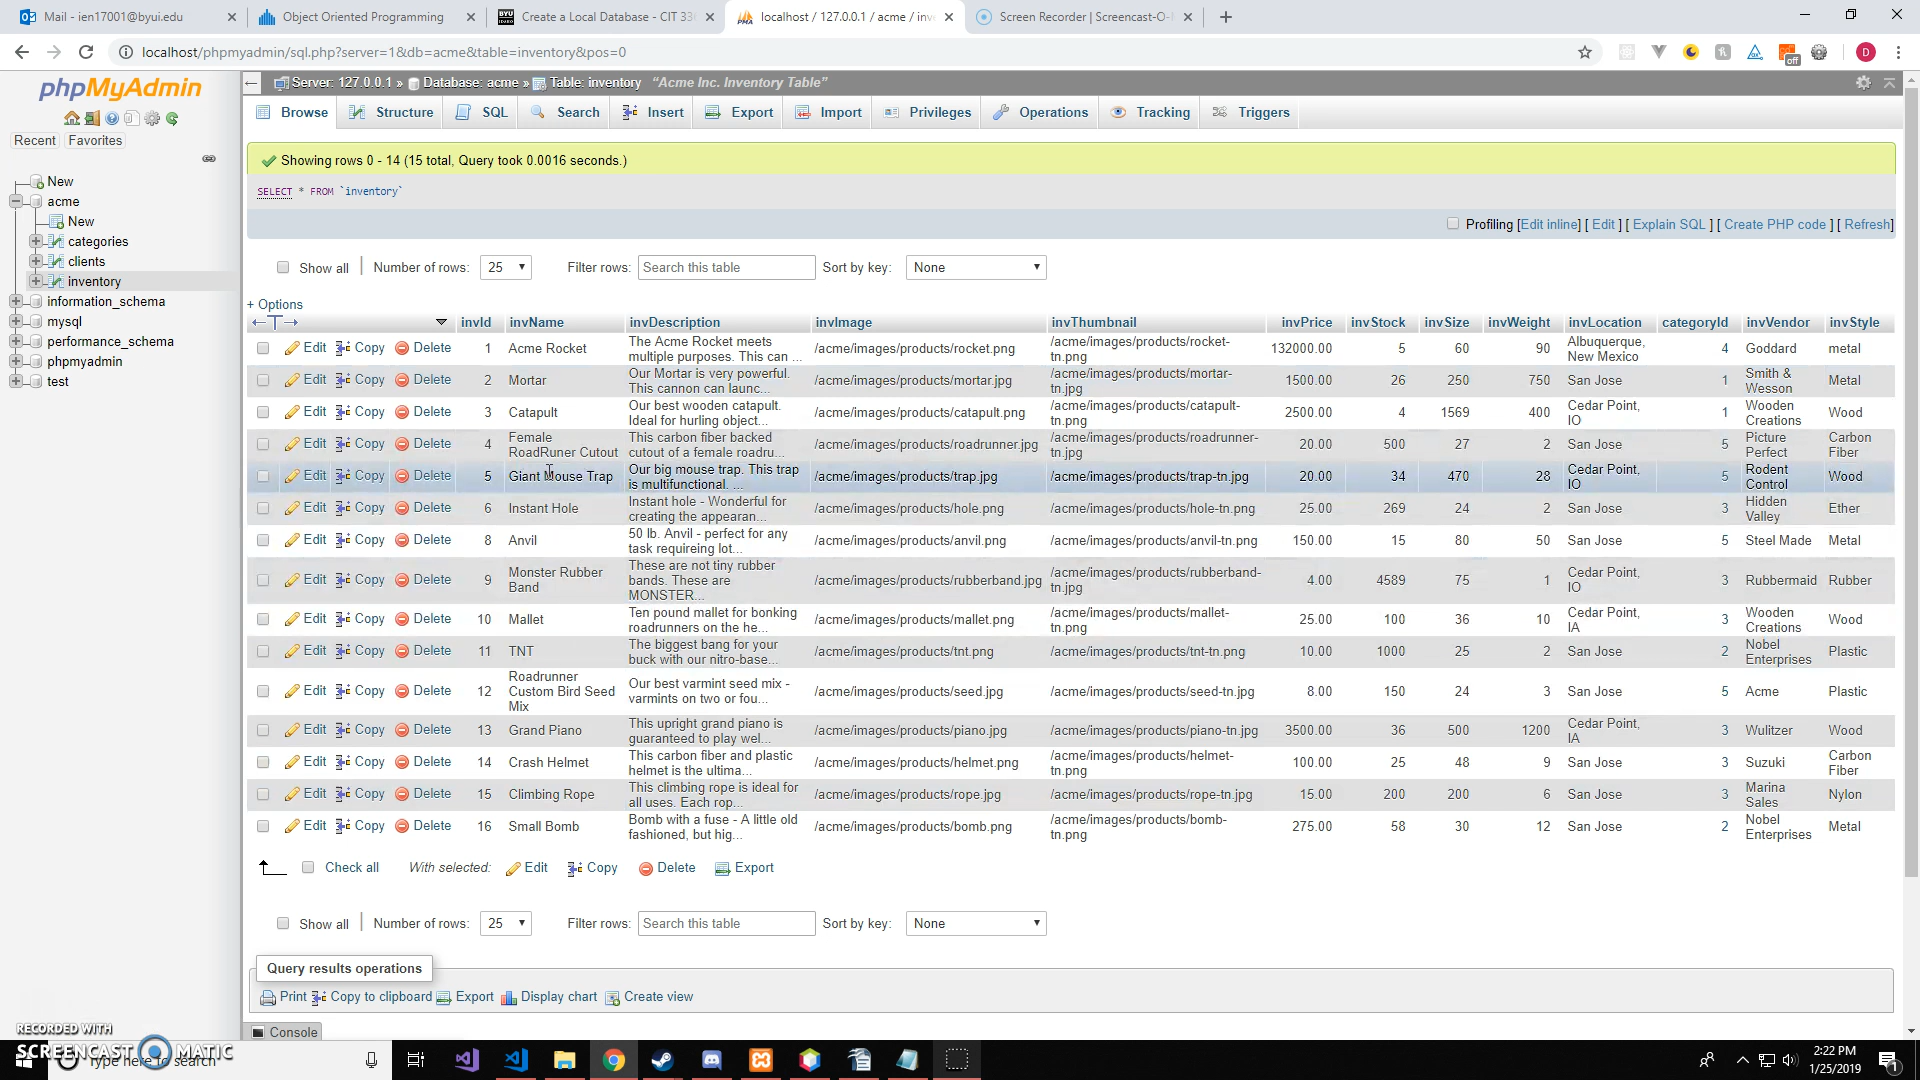 Mail - ien17001@byui.edu
Object Oriented Programming
Create a Local Database - CIT 33
localhost / 127.0.0.1 / acme / inv
Screen Recorder | Screencast-O-
localhost/phpmyadmin/sql.php?server=1&db=acme&table=inventory&pos=0
off
D
phpMyAdmin
Recent
Favorites
New
acme
New
categories
clients
inventory
information_schema
mysql
performance_schema
phpmyadmin
test
Server: 127.0.0.1 » Database: acme » Table: inventory "Acme Inc. Inventory Table"
Browse Structure SQL Search Insert Export Import Privileges Operations Tracking Triggers
Showing rows 0 - 14 (15 total, Query took 0.0016 seconds.)
SELECT * FROM `inventory`
Profiling [Edit inline] [ Edit ] [ Explain SQL ] [ Create PHP code ] [ Refresh]
Show all Number of rows: 25 Filter rows: Search this table Sort by key: None
+ Options
invId invName invDescription invImage invThumbnail invPrice invStock invSize invWeight invLocation categoryId invVendor invStyle
Edit Copy Delete 1 Acme Rocket The Acme Rocket meets multiple purposes. This can ... /acme/images/products/rocket.png /acme/images/products/rocket-tn.png 132000.00 5 60 90 Albuquerque, New Mexico 4 Goddard metal
Edit Copy Delete 2 Mortar Our Mortar is very powerful. This cannon can launc... /acme/images/products/mortar.jpg /acme/images/products/mortar-tn.jpg 1500.00 26 250 750 San Jose 1 Smith & Wesson Metal
Edit Copy Delete 3 Catapult Our best wooden catapult. Ideal for hurling object... /acme/images/products/catapult.png /acme/images/products/catapult-tn.png 2500.00 4 1569 400 Cedar Point, IO 1 Wooden Creations Wood
Edit Copy Delete 4 Female RoadRuner Cutout This carbon fiber backed cutout of a female roadru... /acme/images/products/roadrunner.jpg /acme/images/products/roadrunner-tn.jpg 20.00 500 27 2 San Jose 5 Picture Perfect Carbon Fiber
Edit Copy Delete 5 Giant Mouse Trap Our big mouse trap. This trap is multifunctional. ... /acme/images/products/trap.jpg /acme/images/products/trap-tn.jpg 20.00 34 470 28 Cedar Point, IO 5 Rodent Control Wood
Edit Copy Delete 6 Instant Hole Instant hole - Wonderful for creating the appearan... /acme/images/products/hole.png /acme/images/products/hole-tn.png 25.00 269 24 2 San Jose 3 Hidden Valley Ether
Edit Copy Delete 8 Anvil 50 lb. Anvil - perfect for any task requireing lot... /acme/images/products/anvil.png /acme/images/products/anvil-tn.png 150.00 15 80 50 San Jose 5 Steel Made Metal
Edit Copy Delete 9 Monster Rubber Band These are not tiny rubber bands. These are MONSTER... /acme/images/products/rubberband.jpg /acme/images/products/rubberband-tn.jpg 4.00 4589 75 1 Cedar Point, IO 3 Rubbermaid Rubber
Edit Copy Delete 10 Mallet Ten pound mallet for bonking roadrunners on the he... /acme/images/products/mallet.png /acme/images/products/mallet-tn.png 25.00 100 36 10 Cedar Point, IA 3 Wooden Creations Wood
Edit Copy Delete 11 TNT The biggest bang for your buck with our nitro-base... /acme/images/products/tnt.png /acme/images/products/tnt-tn.png 10.00 1000 25 2 San Jose 2 Nobel Enterprises Plastic
Edit Copy Delete 12 Roadrunner Custom Bird Seed Mix Our best varmint seed mix - varmints on two or fou... /acme/images/products/seed.jpg /acme/images/products/seed-tn.jpg 8.00 150 24 3 San Jose 5 Acme Plastic
Edit Copy Delete 13 Grand Piano This upright grand piano is guaranteed to play wel... /acme/images/products/piano.jpg /acme/images/products/piano-tn.jpg 3500.00 36 500 1200 Cedar Point, IA 3 Wulitzer Wood
Edit Copy Delete 14 Crash Helmet This carbon fiber and plastic helmet is the ultima... /acme/images/products/helmet.png /acme/images/products/helmet-tn.png 100.00 25 48 9 San Jose 3 Suzuki Carbon Fiber
Edit Copy Delete 15 Climbing Rope This climbing rope is ideal for all uses. Each rop... /acme/images/products/rope.jpg /acme/images/products/rope-tn.jpg 15.00 200 200 6 San Jose 3 Marina Sales Nylon
Edit Copy Delete 16 Small Bomb Bomb with a fuse - A little old fashioned, but hig... /acme/images/products/bomb.png /acme/images/products/bomb-tn.png 275.00 58 30 12 San Jose 2 Nobel Enterprises Metal
Check all With selected: Edit Copy Delete Export
Show all Number of rows: 25 Filter rows: Search this table Sort by key: None
Query results operations
Print Copy to clipboard Export Display chart Create view
Console
RECORDED WITH
SCREENCAST MATIC
Type here to search
2:22 PM
1/25/2019
1